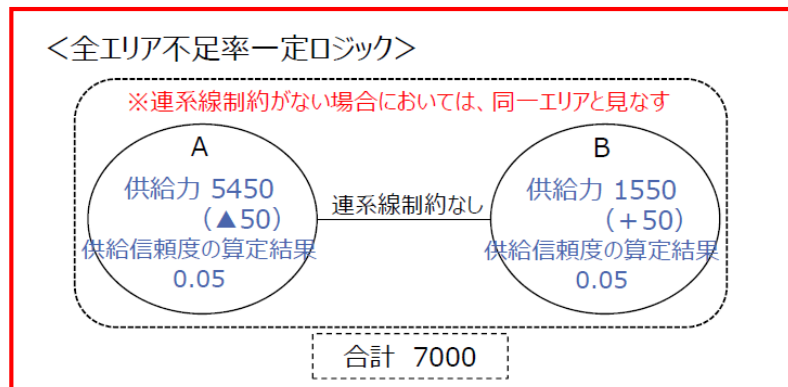 ＜全エリア不足率一定ロジック＞
※連系線制約がない場合においては、同一エリアと見なす
A
供給力 5450
（▲50）
供給信頼度の算定結果
0.05
連系線制約なし
B
供給力 1550
（+50）
供給信頼度の算定結果
0.05
合計 7000